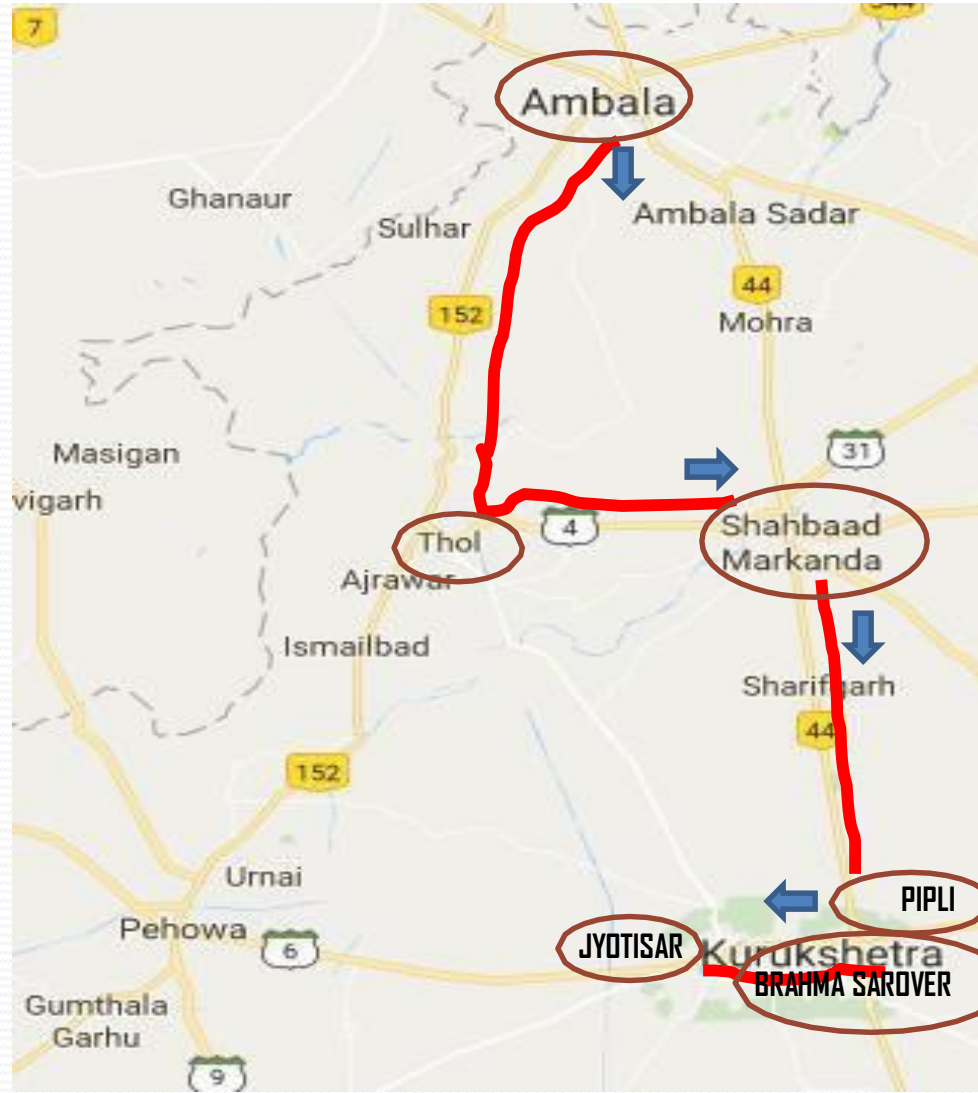 7
544
Ambala
Ghanaur
Sulhar
Ambala Sadar
44
152
Mohra
Masigan
31
vigarh
4
Shahbaad
Markanda
Thol
Ajrawar
Ismailbad
Sharifgarh
44
152
Urnai
PIPLI
Pehowa
6
JYOTISAR
Kurukshetra
BRAHMA SAROVER
Gumthala
Garhu
9